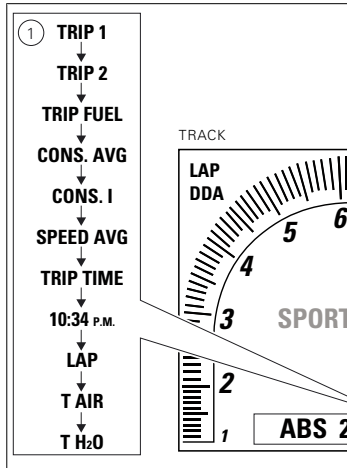 1
TRIP 1
TRIP 2
TRIP FUEL
CONS. AVG
CONS. I
SPEED AVG
TRIP TIME
10:34 P.M.
LAP
T AIR
T H2O
TRACK
LAP
DDA
6
5
4
3
SPORT
2
1
ABS 2